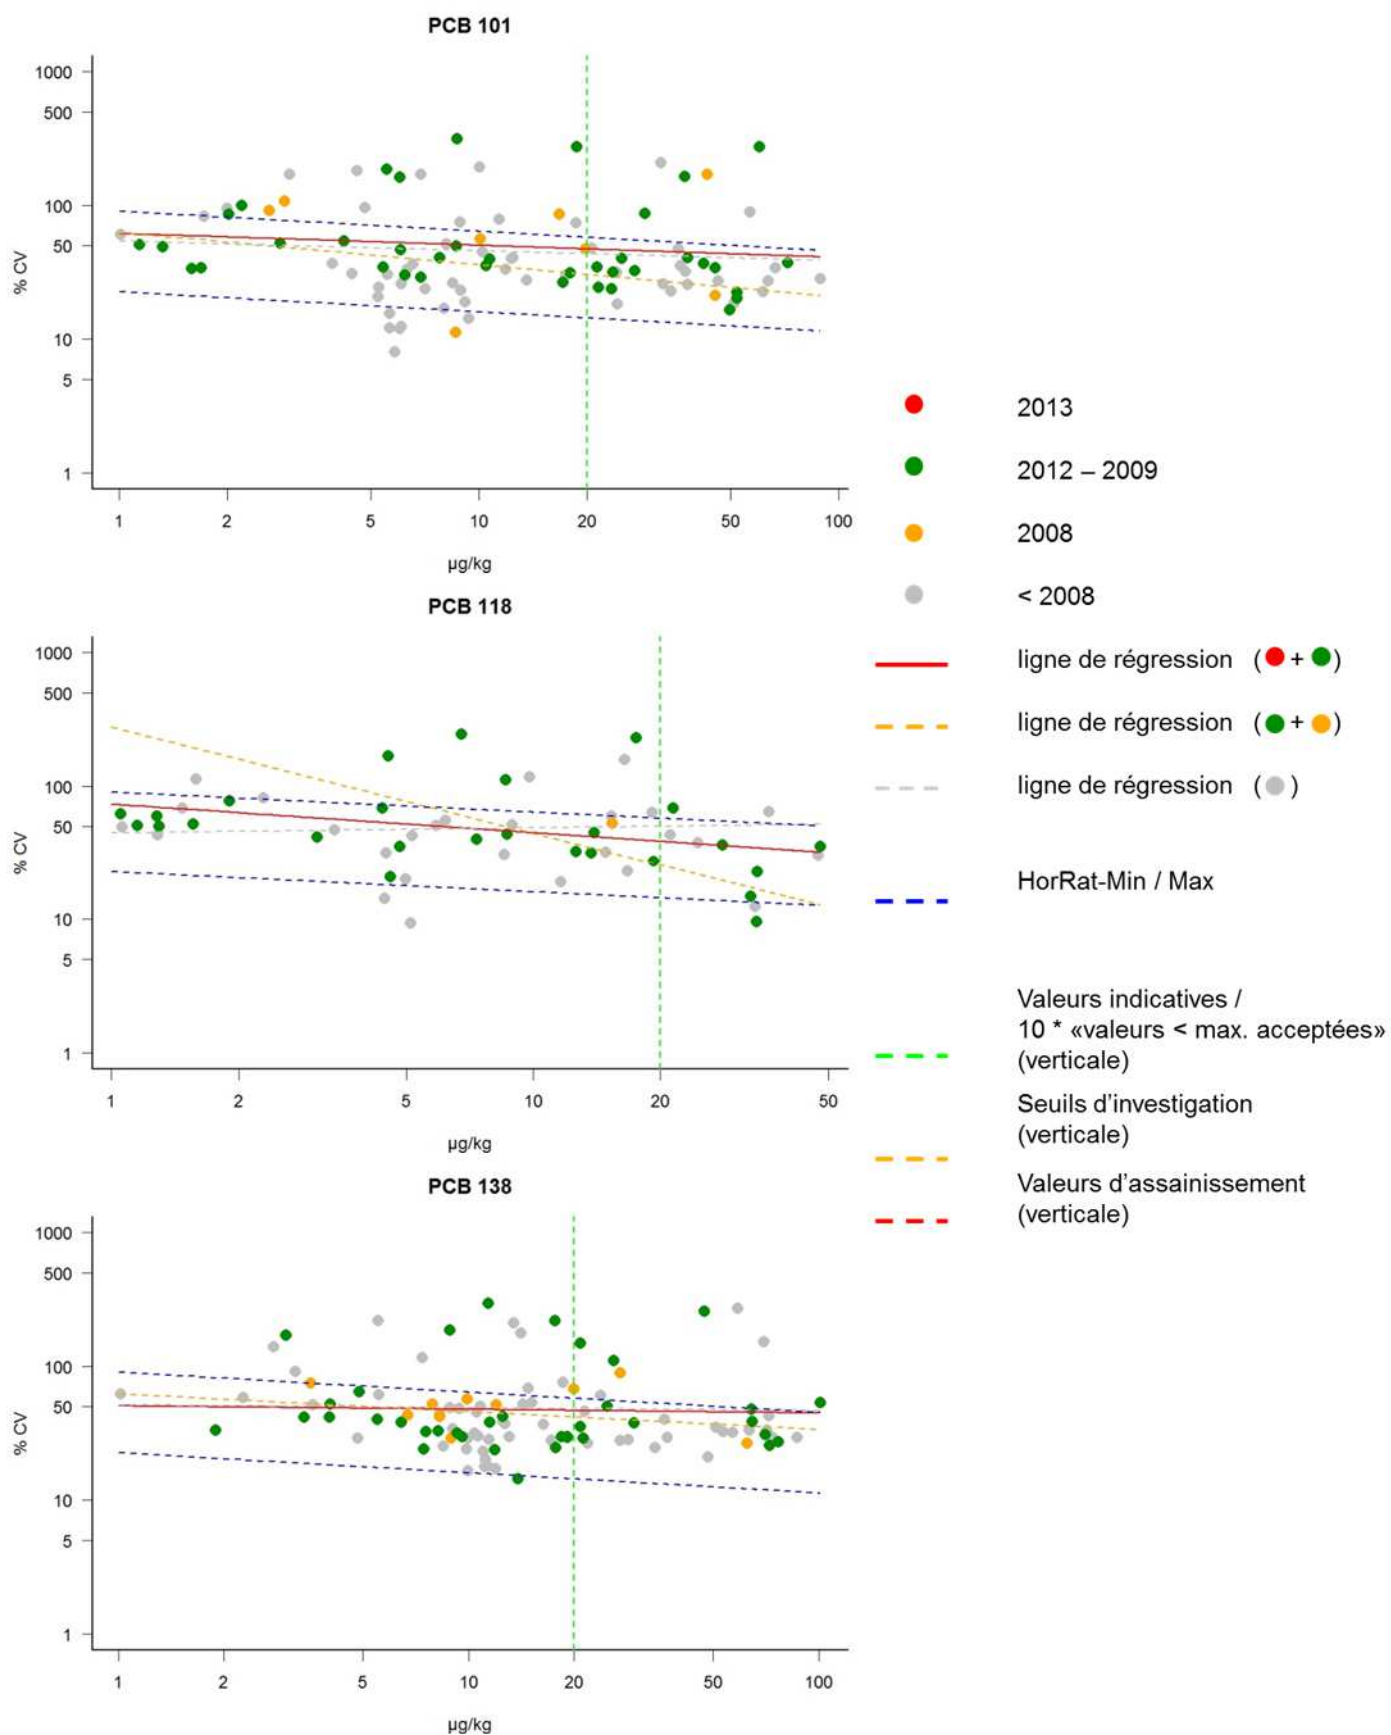 PCB 101
1000
500
100
50
10
5
1
% CV
1 2 5 10 20 50 100
µg/kg
PCB 118
1000
500
100
50
10
5
1
% CV
1 2 5 10 20 50
µg/kg
PCB 138
1000
500
100
50
10
5
1
% CV
1 2 5 10 20 50 100
µg/kg
2013
2012 – 2009
2008
< 2008
ligne de régression ( + )
ligne de régression ( + )
ligne de régression ( )
HorRat-Min / Max
Valeurs indicatives /
10 * «valeurs < max. acceptées»
(verticale)
Seuils d'investigation
(verticale)
Valeurs d'assainissement
(verticale)